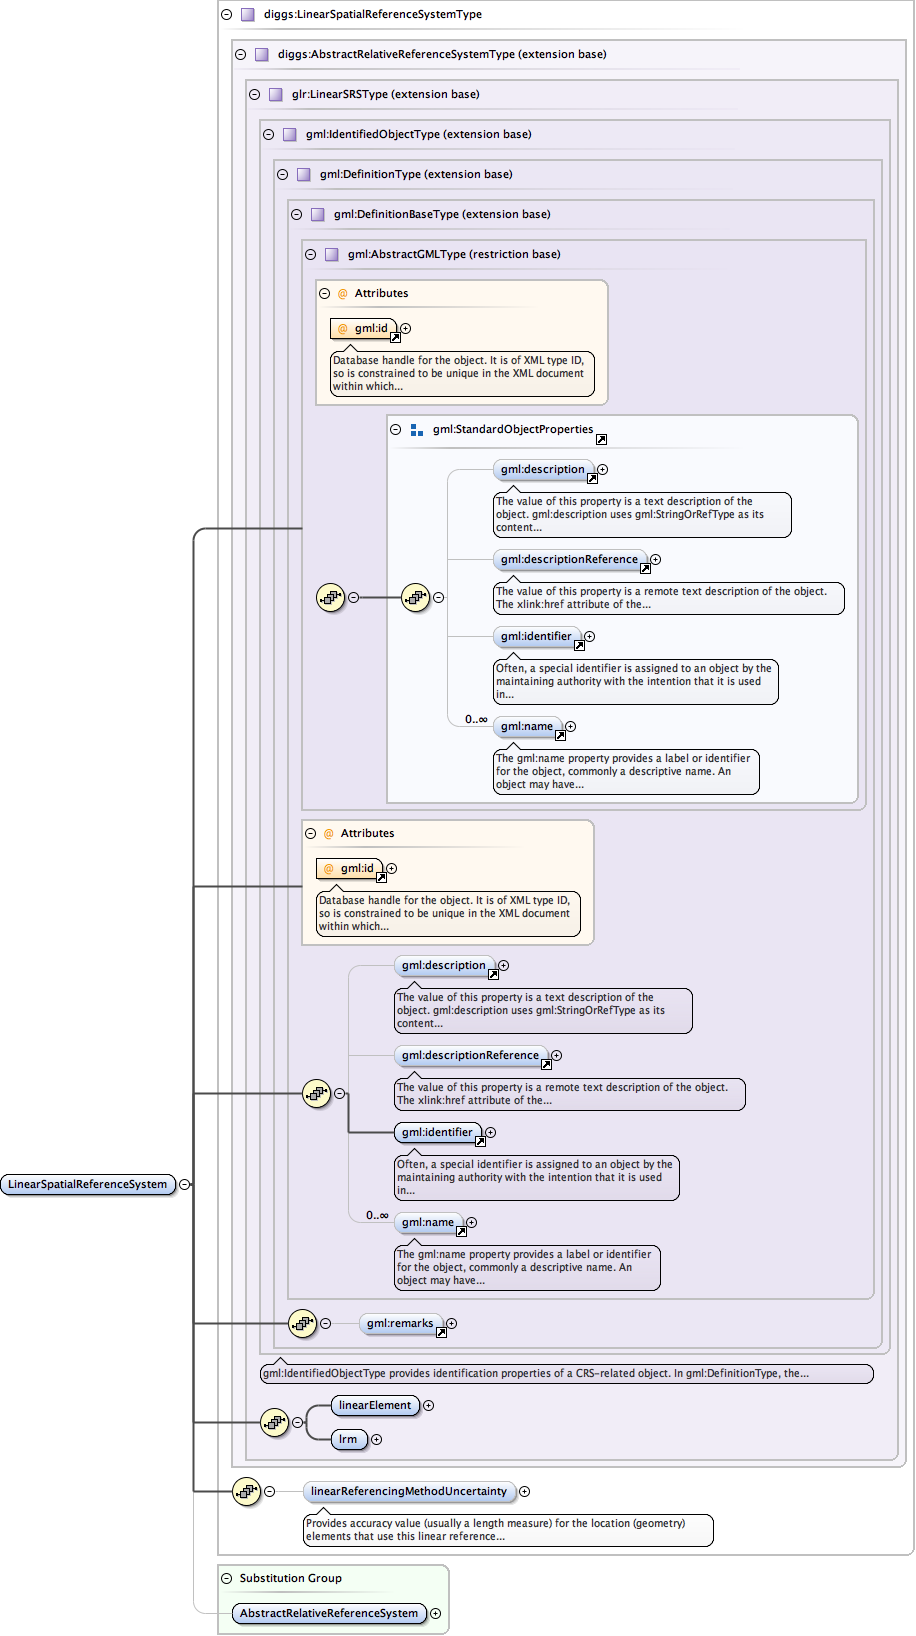 diggs:LinearSpatialReferenceSystemType
diggs:AbstractRelativeReferenceSystemType (extension base)
glr:LinearSRSType (extension base)
gml:IdentifiedObjectType (extension base)
gml:DefinitionType (extension base)
gml:DefinitionBaseType (extension base)
gml:AbstractGMLType (restriction base)
@ Attributes
@ gml:id
Database handle for the object. It is of XML type ID,
so is constrained to be unique in the XML document
within which...
gml:StandardObjectProperties
gml:description
The value of this property is a text description of the
object. gml:description uses gml:StringOrRefType as its
content...
gml:descriptionReference
The value of this property is a remote text description of the object.
The xlink:href attribute of the...
gml:identifier
Often, a special identifier is assigned to an object by the
maintaining authority with the intention that it is used
in...
0..∞
gml:name
The gml:name property provides a label or identifier
for the object, commonly a descriptive name. An
object may have...
@ Attributes
@ gml:id
Database handle for the object. It is of XML type ID,
so is constrained to be unique in the XML document
within which...
gml:description
The value of this property is a text description of the
object. gml:description uses gml:StringOrRefType as its
content...
gml:descriptionReference
The value of this property is a remote text description of the object.
The xlink:href attribute of the...
gml:identifier
Often, a special identifier is assigned to an object by the
maintaining authority with the intention that it is used
in...
LinearSpatialReferenceSystem
0..∞
gml:name
The gml:name property provides a label or identifier
for the object, commonly a descriptive name. An
object may have...
gml:remarks
gml:IdentifiedObjectType provides identification properties of a CRS-related object. In gml:DefinitionType, the...
linearElement
lrm
linearReferencingMethodUncertainty
Provides accuracy value (usually a length measure) for the location (geometry)
elements that use this linear reference...
Substitution Group
AbstractRelativeReferenceSystem